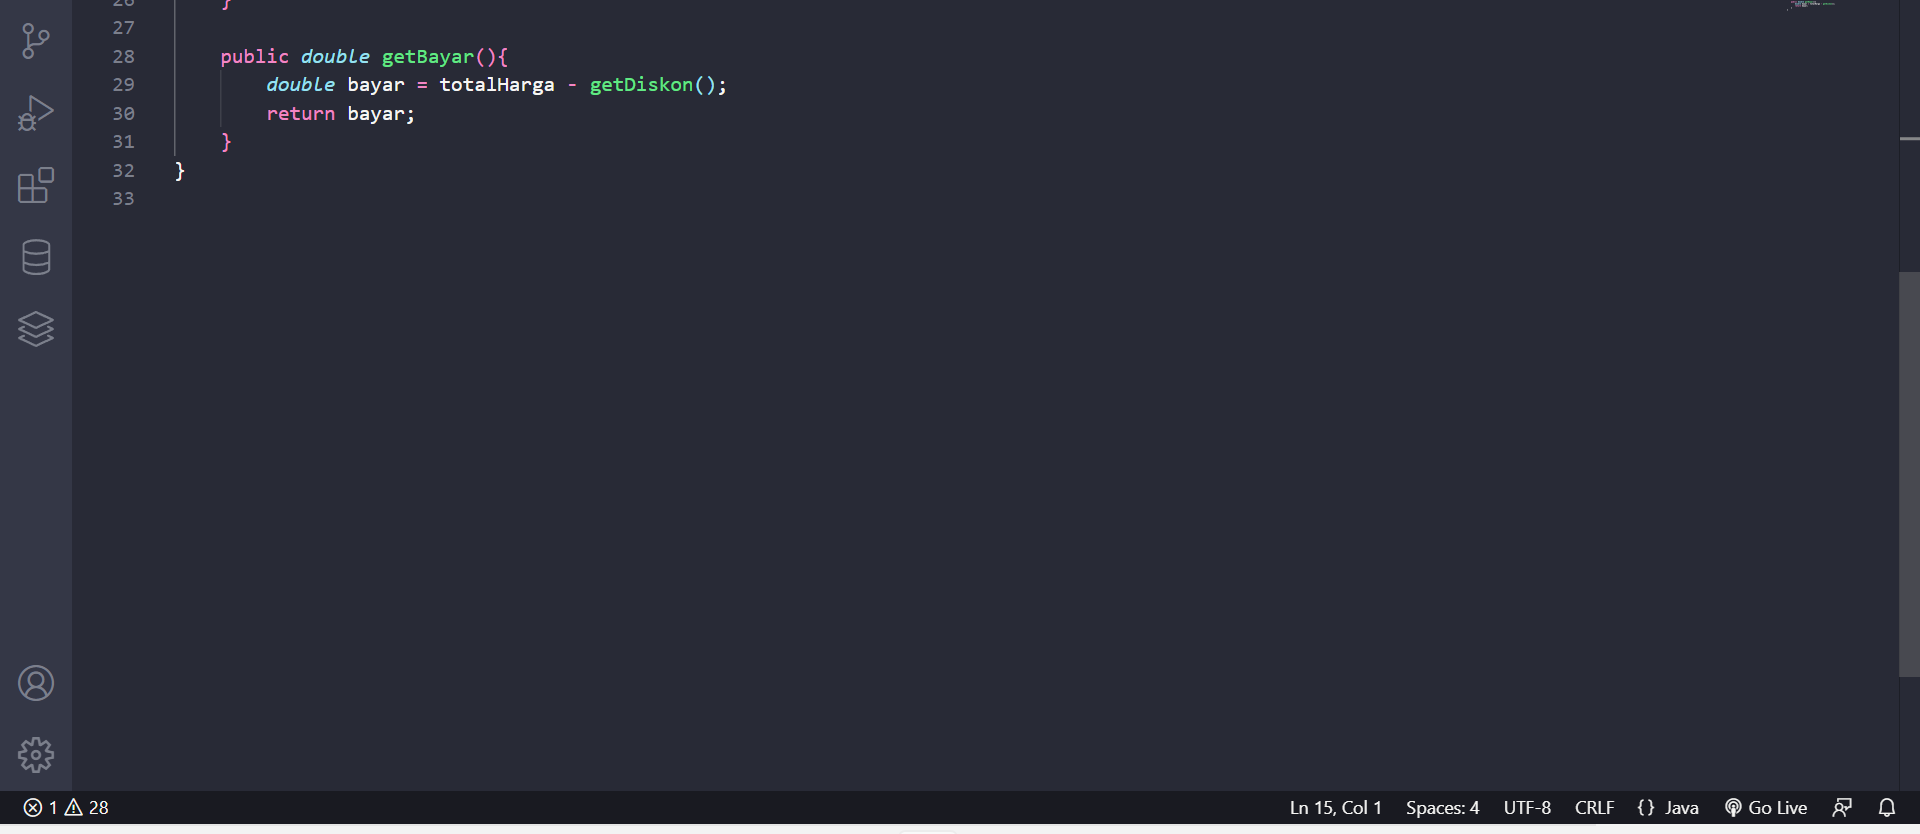 26 }
27
28 public double getBayar(){
29 double bayar = totalHarga - getDiskon();
30 return bayar;
31 }
32 }
33
1 28 Ln 15, Col 1 Spaces: 4 UTF-8 CRLF {} Java Go Live